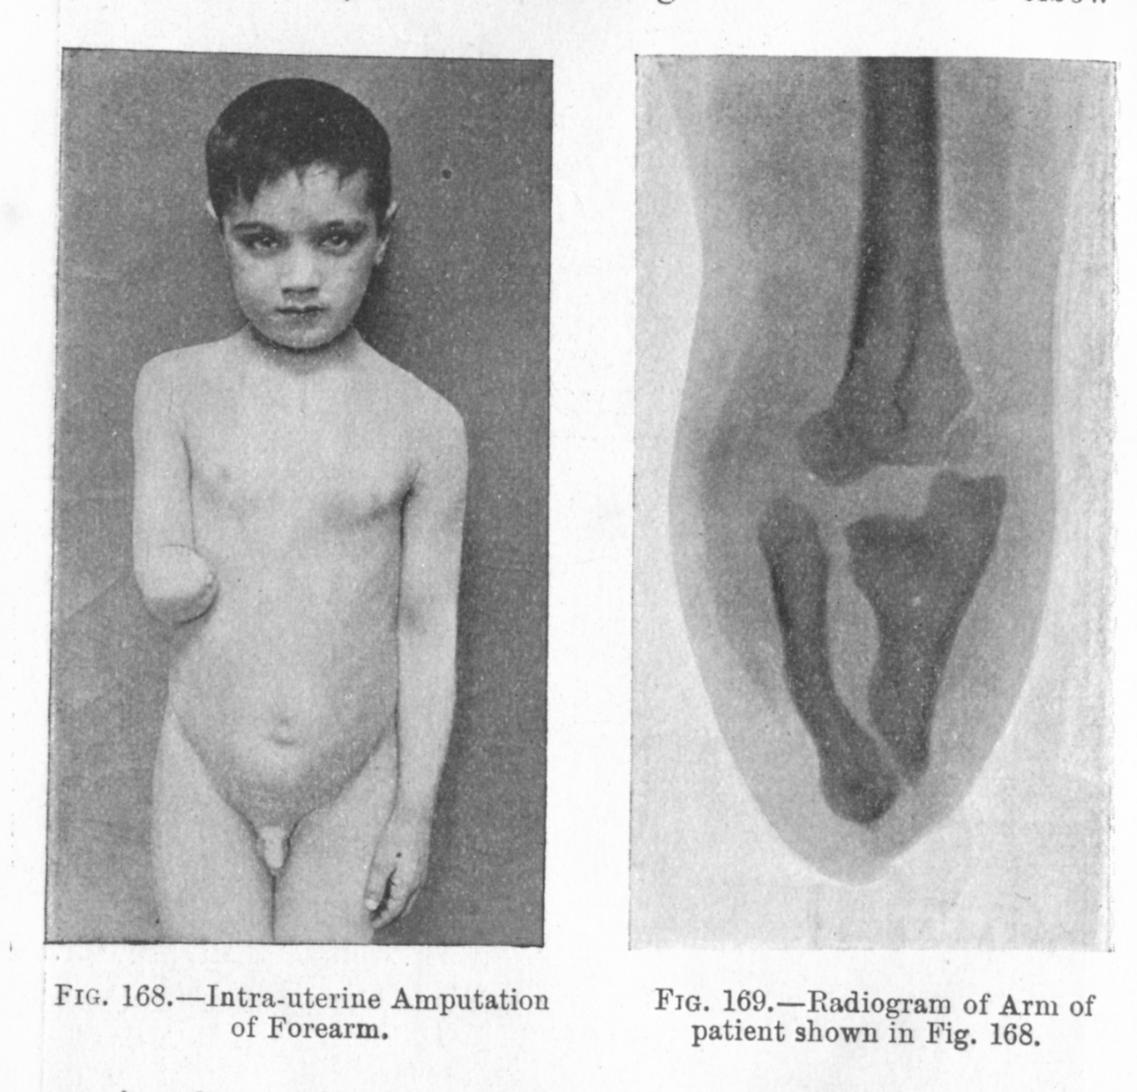 FIG. 168.—Intra-uterine Amputation
of Forearm.
FIG. 169.—Radiogram of Arm of
patient shown in Fig. 168.